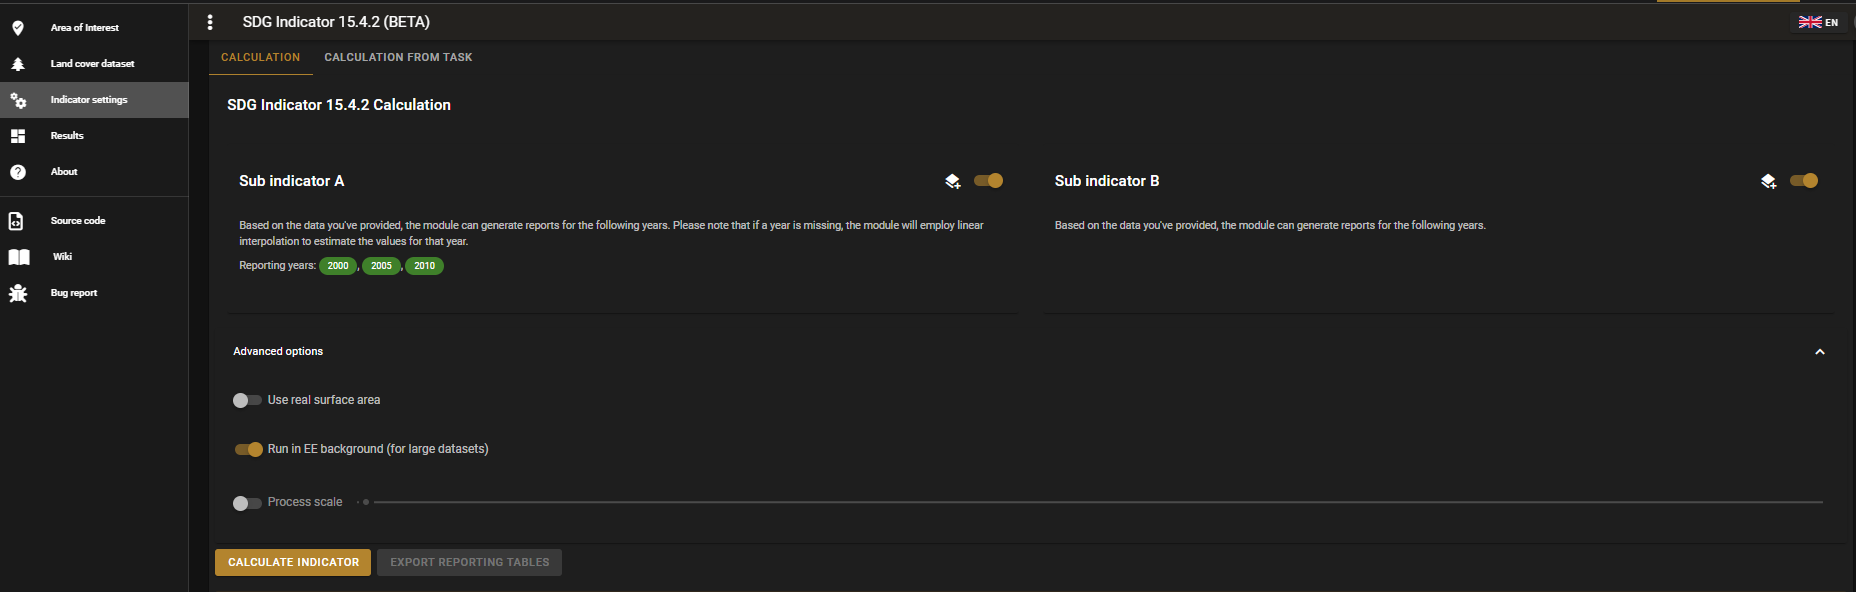 SDG Indicator 15.4.2 (BETA)
EN
Area of Interest
Land cover dataset
Indicator settings
Results
About
Source code
Wiki
Bug report
CALCULATION
CALCULATION FROM TASK
SDG Indicator 15.4.2 Calculation
Sub indicator A
Based on the data you've provided, the module can generate reports for the following years. Please note that if a year is missing, the module will employ linear
interpolation to estimate the values for that year.
Reporting years: 2000, 2005, 2010
Sub indicator B
Based on the data you've provided, the module can generate reports for the following years.
Advanced options
Use real surface area
Run in EE background (for large datasets)
Process scale
CALCULATE INDICATOR
EXPORT REPORTING TABLES